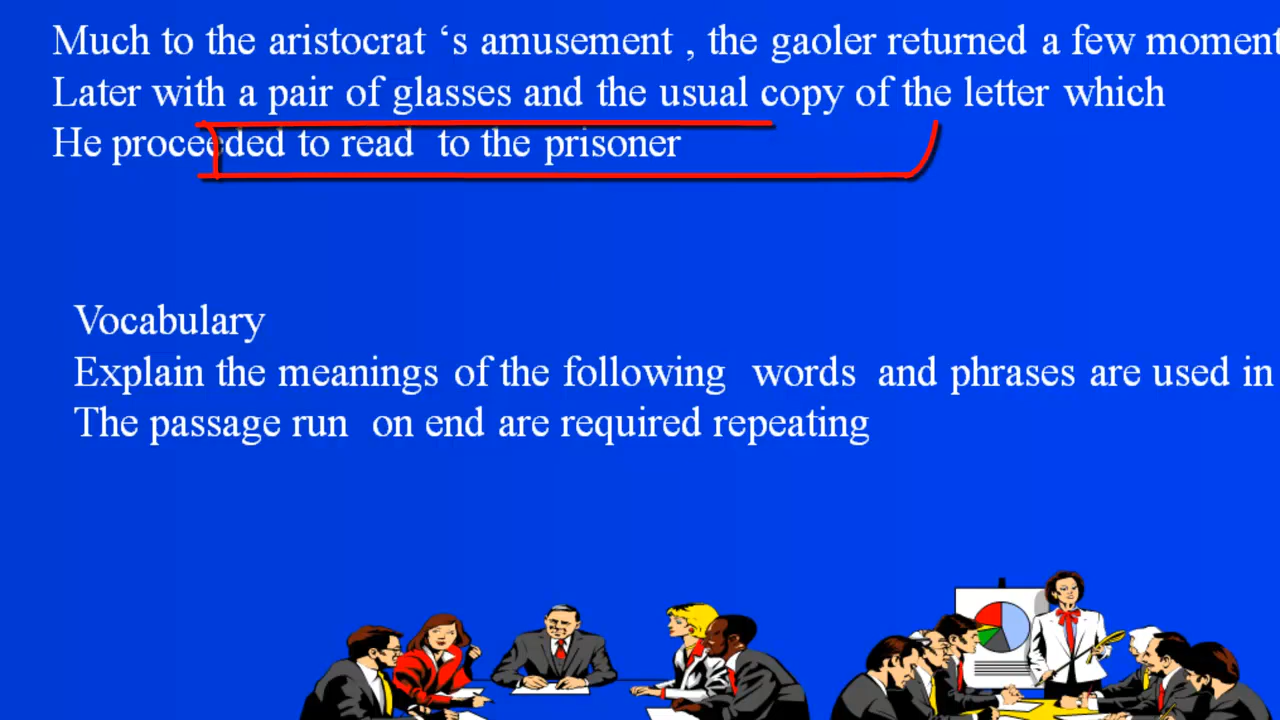 Much to the aristocrat ‘s amusement , the gaoler returned a few moment
Later with a pair of glasses and the usual copy of the letter which
He proceeded to read to the prisoner
Vocabulary
Explain the meanings of the following words and phrases are used in
The passage run on end are required repeating